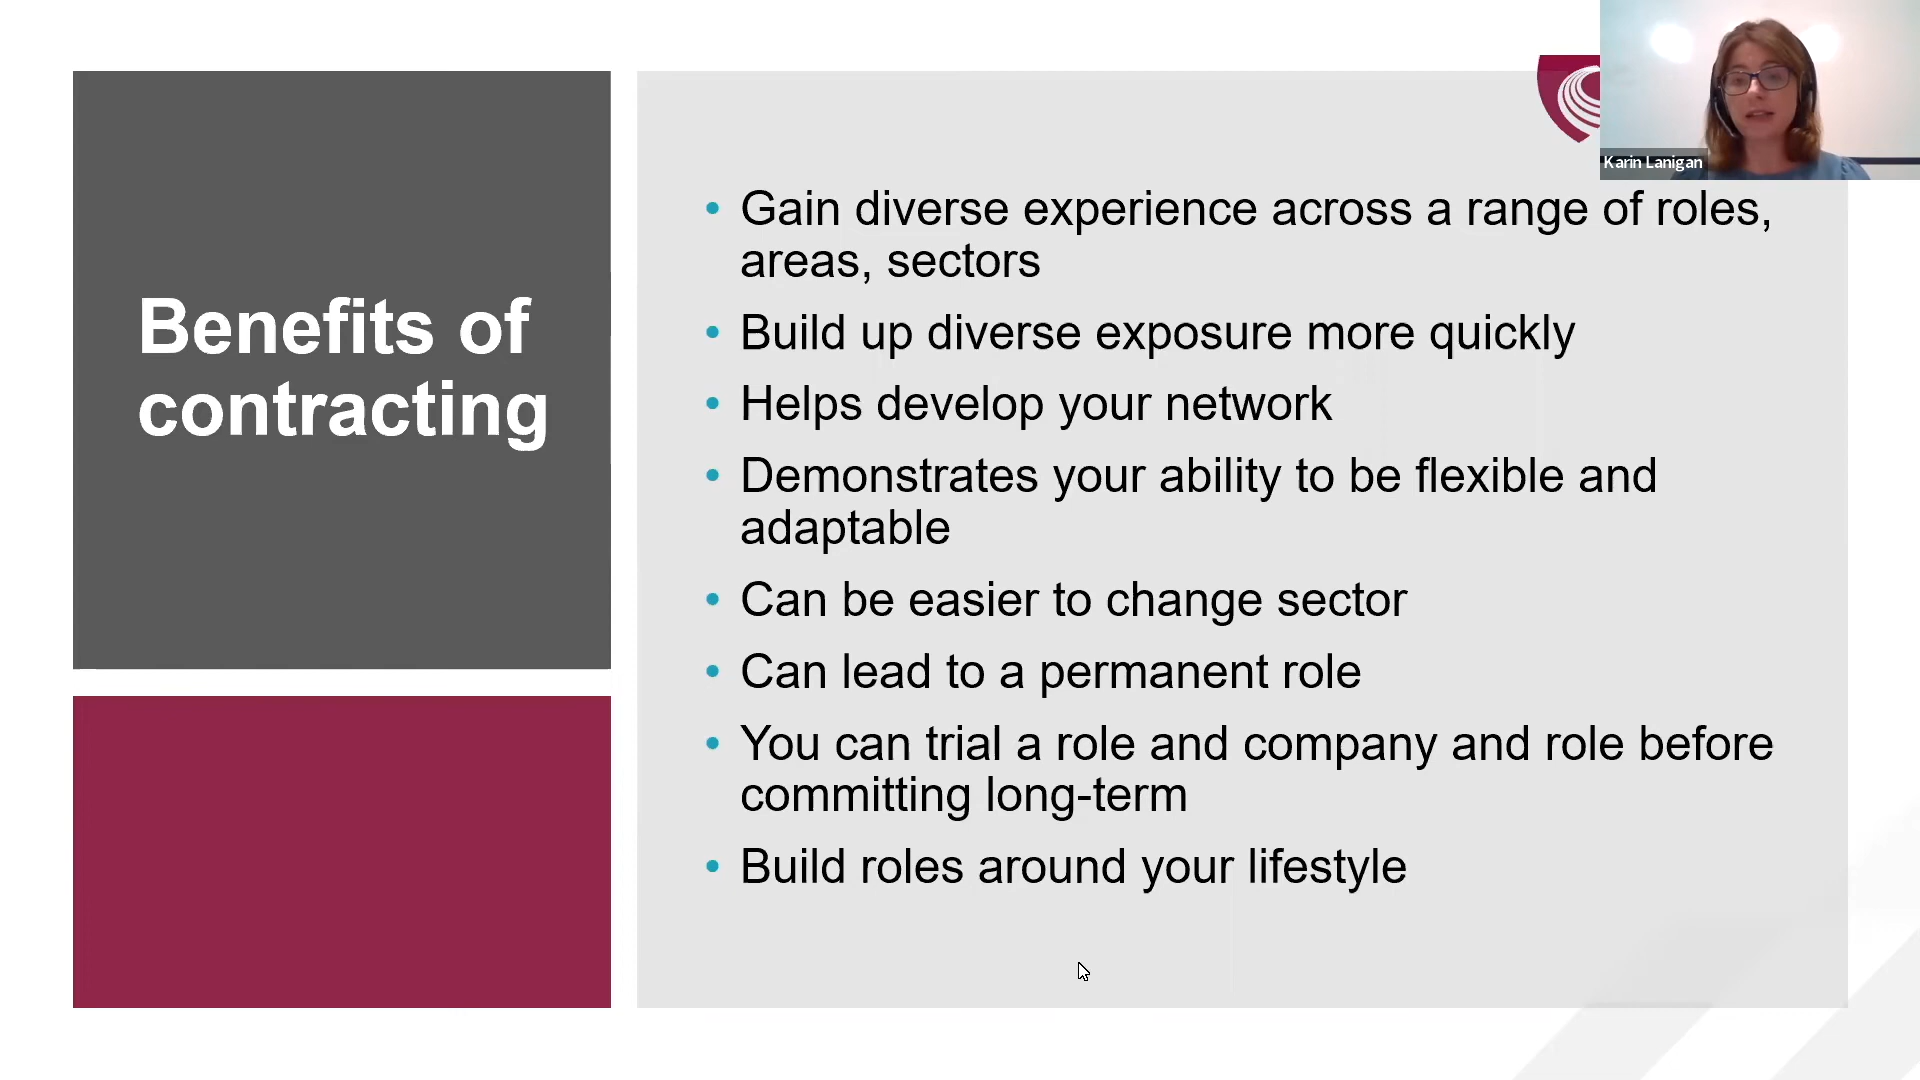 Benefits of
contracting
Karin Lanigan
• Gain diverse experience across a range of roles,
areas, sectors
• Build up diverse exposure more quickly
• Helps develop your network
• Demonstrates your ability to be flexible and
adaptable
• Can be easier to change sector
• Can lead to a permanent role
• You can trial a role and company and role before
committing long-term
• Build roles around your lifestyle